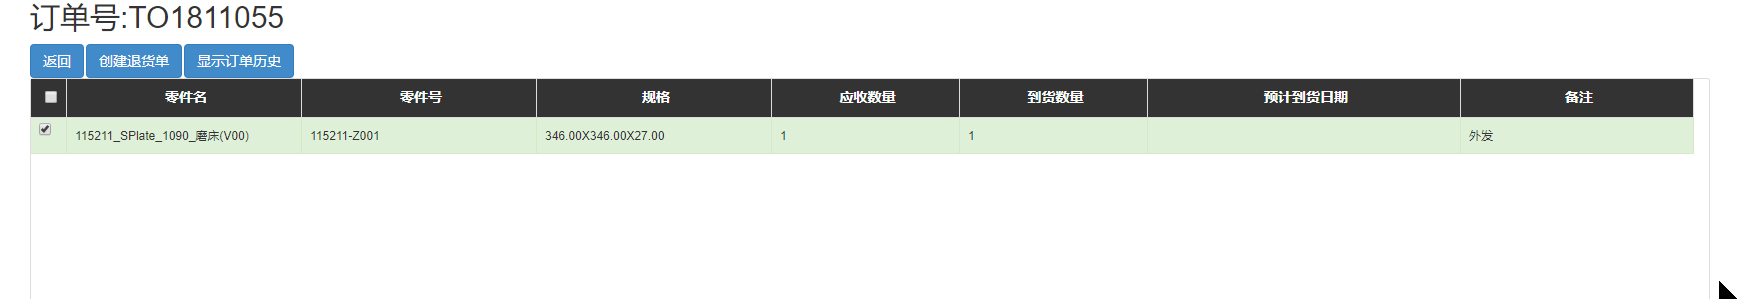 订单号:TO1811055
返回 创建退货单 显示订单历史
零件名 零件号 规格 应收数量 到货数量 预计到货日期 备注
115211_SPlate_1090_磨床(V00) 115211-Z001 346.00X346.00X27.00 1 1 外发